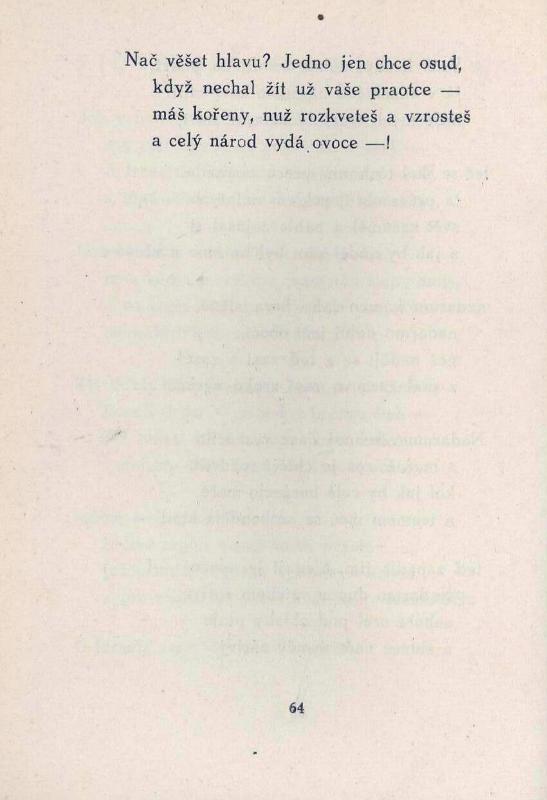 Nač věšet hlavu? Jedno jen chce osud,
když nechal žít už vaše praotce —
máš kořeny, nuž rozkveteš a vzrosteš
a celý národ vydá ovoce —!
64